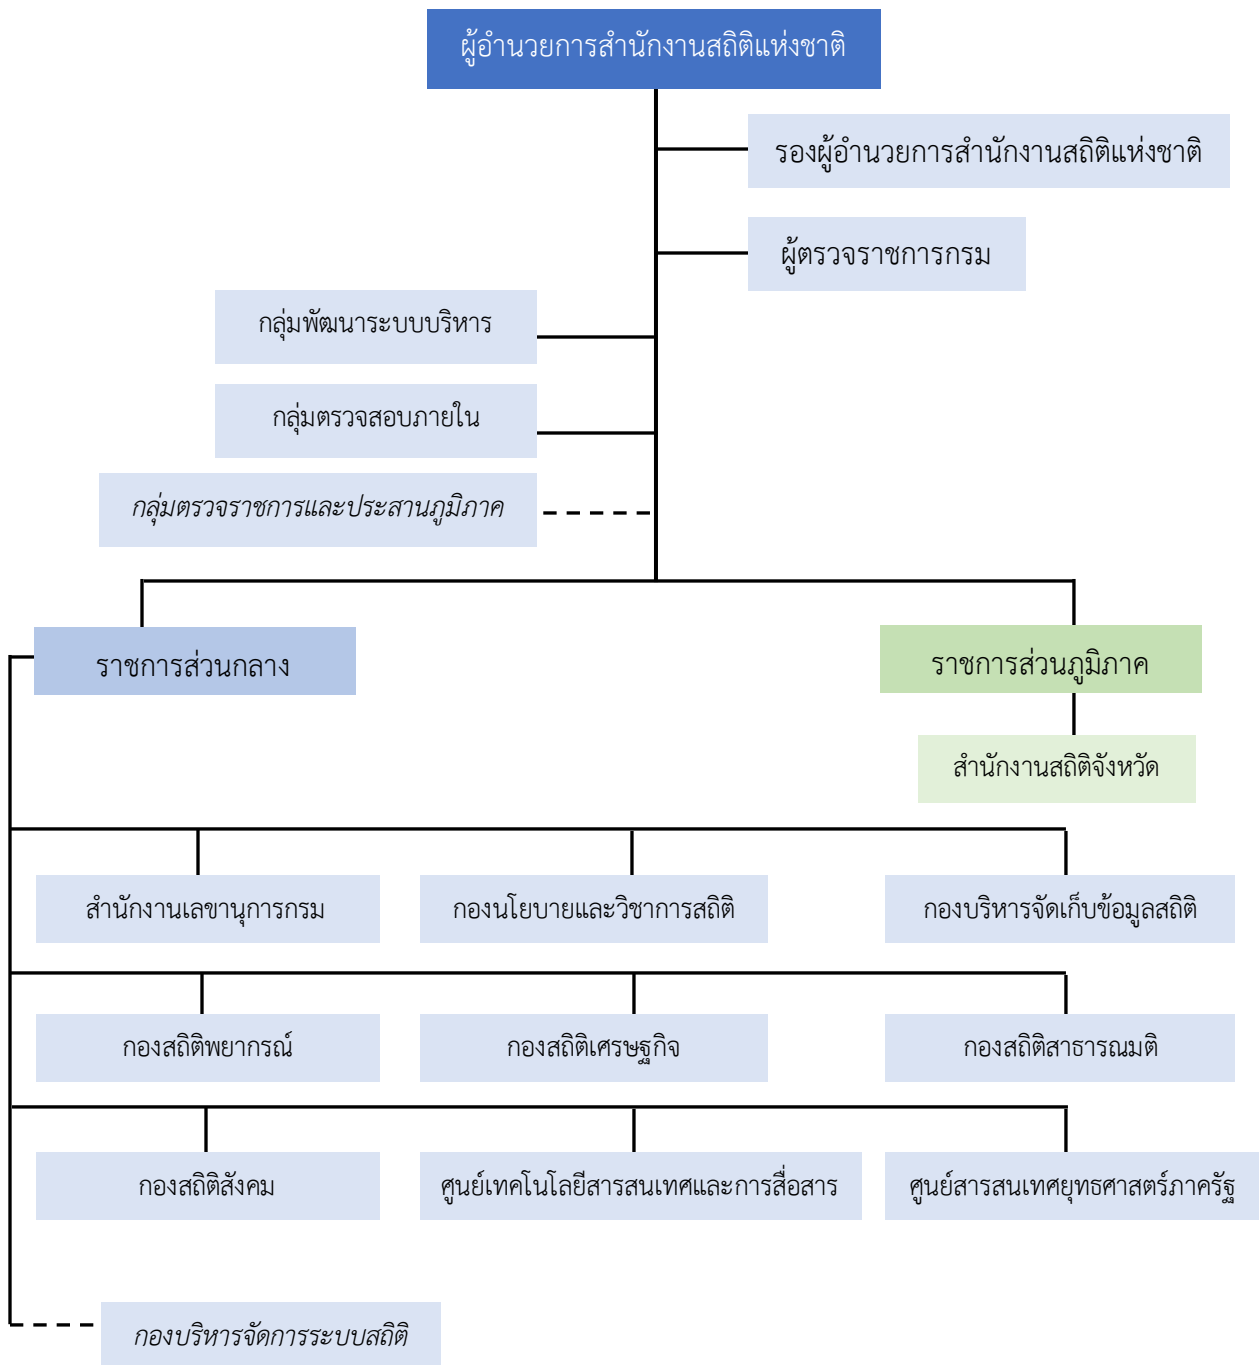 ผู้อำนวยการสำนักงานสถิติแห่งชาติ
รองผู้อำนวยการสำนักงานสถิติแห่งชาติ
ผู้ตรวจราชการกรม
กลุ่มพัฒนาระบบบริหาร
กลุ่มตรวจสอบภายใน
กลุ่มตรวจราชการและประสานภูมิภาค
ราชการส่วนกลาง
ราชการส่วนภูมิภาค
สำนักงานสถิติจังหวัด
สำนักงานเลขานุการกรม
กองนโยบายและวิชาการสถิติ
กองบริหารจัดเก็บข้อมูลสถิติ
กองสถิติพยากรณ์
กองสถิติเศรษฐกิจ
กองสถิติสาธารณมติ
กองสถิติสังคม
ศูนย์เทคโนโลยีสารสนเทศและการสื่อสาร
ศูนย์สารสนเทศยุทธศาสตร์ภาครัฐ
กองบริหารจัดการระบบสถิติ